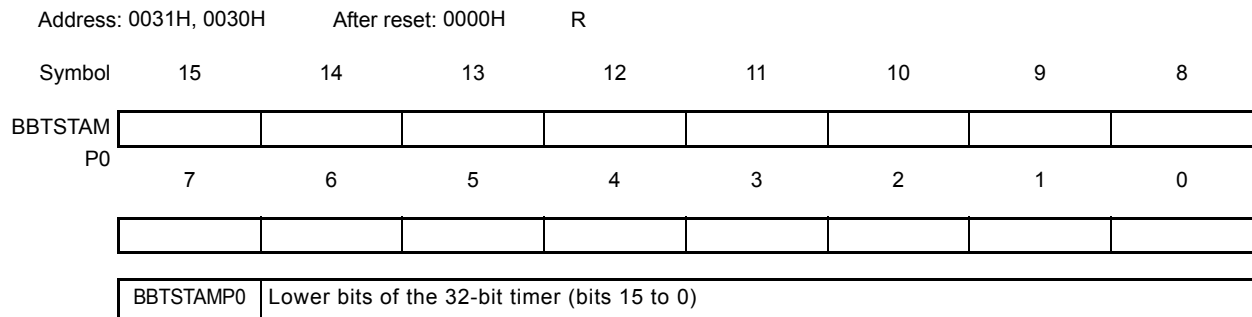 Address: 0031H, 0030H After reset: 0000H R
Symbol 15 14 13 12 11 10 9 8
BBTSTAM
P0
7 6 5 4 3 2 1 0
BBTSTAMP0 Lower bits of the 32-bit timer (bits 15 to 0)